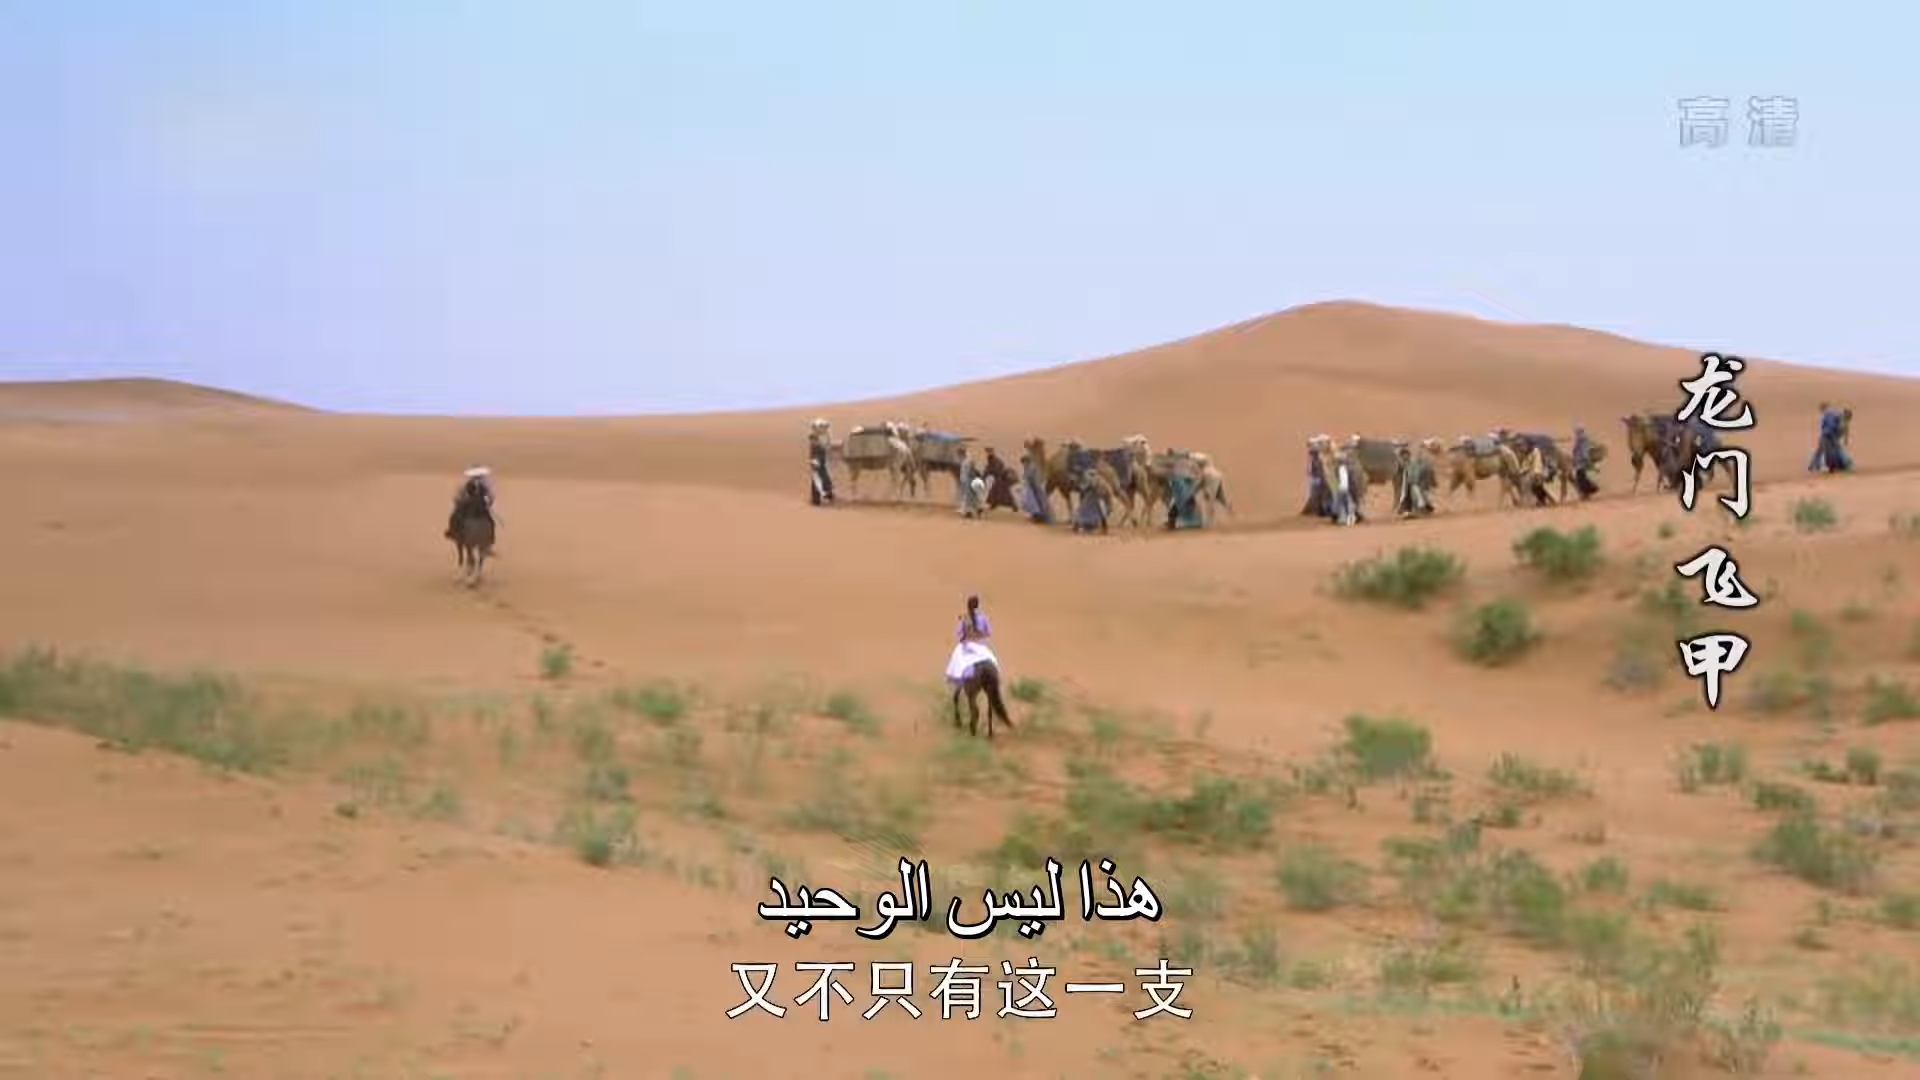 高清
龙门飞甲
هذا ليس الوحيد
又不只有这一支